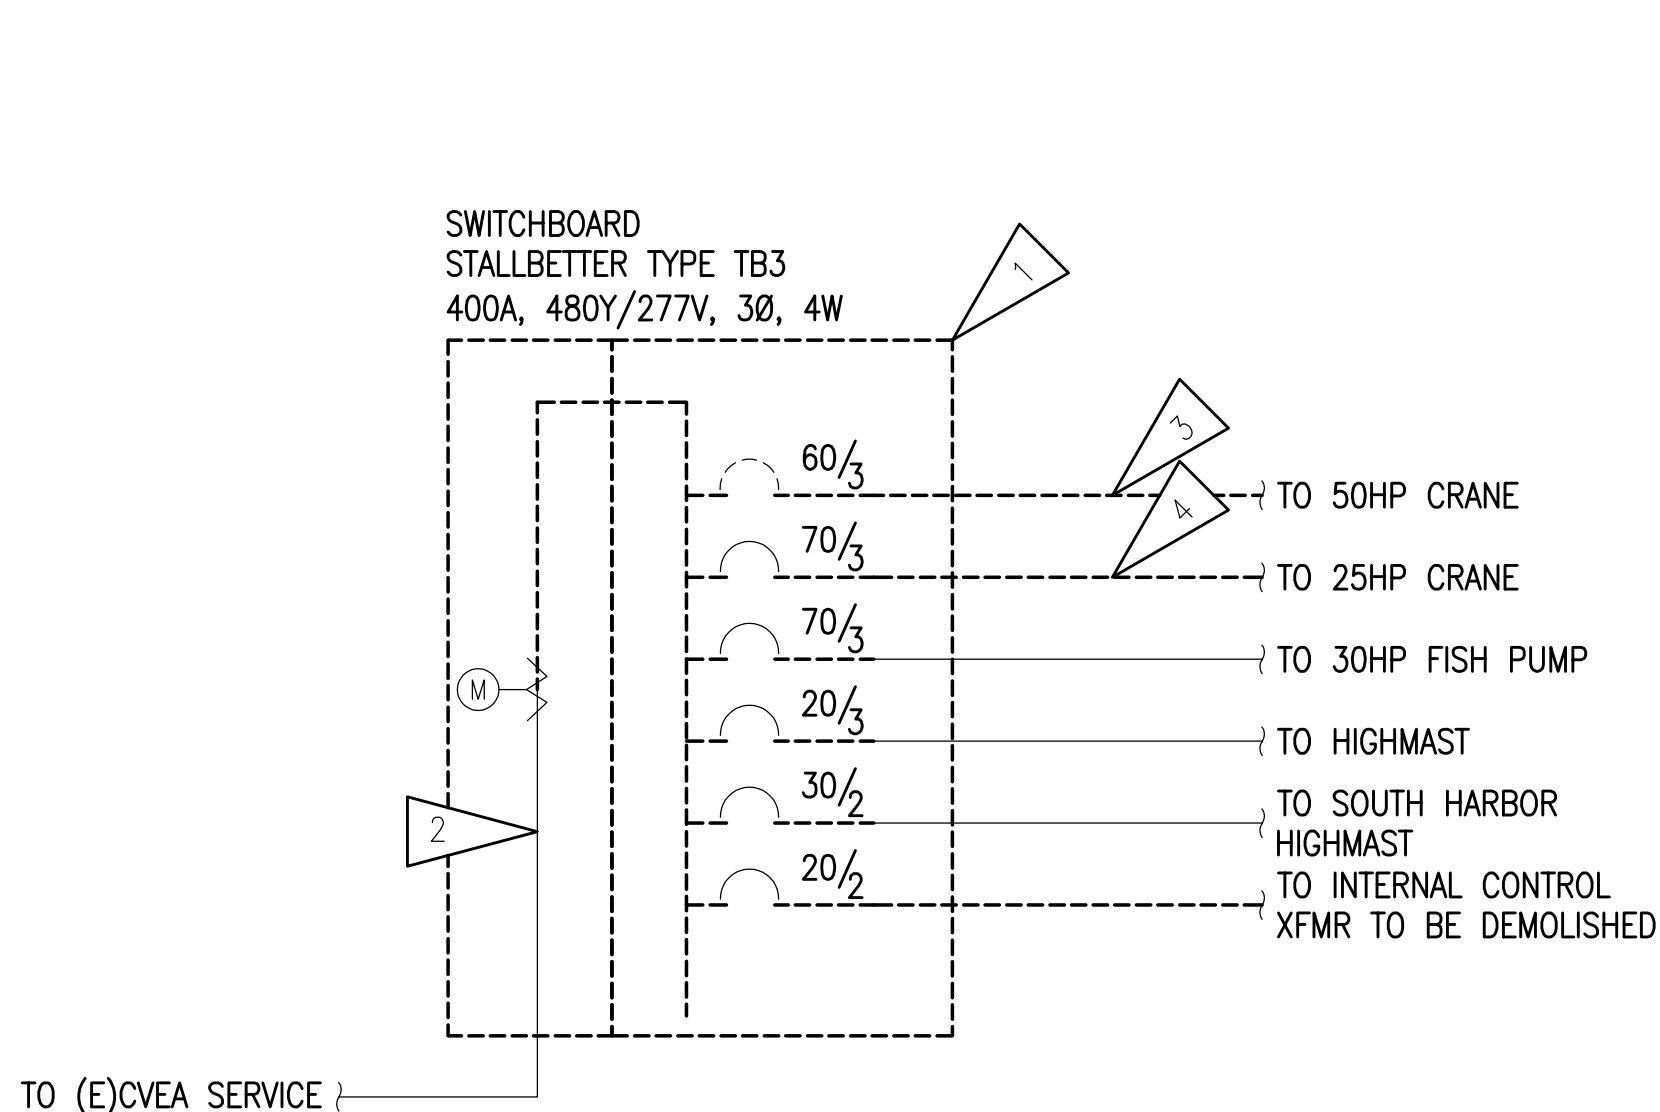 SWITCHBOARD
STALLBETTER TYPE TB3
400A, 480Y/277V, 3Ø, 4W
1
3
60/3
TO 50HP CRANE
4
70/3
TO 25HP CRANE
70/3
TO 30HP FISH PUMP
M
20/3
TO HIGHMAST
30/2
TO SOUTH HARBOR
HIGHMAST
2
20/2
TO INTERNAL CONTROL
XFMR TO BE DEMOLISHED
TO (E)CVEA SERVICE